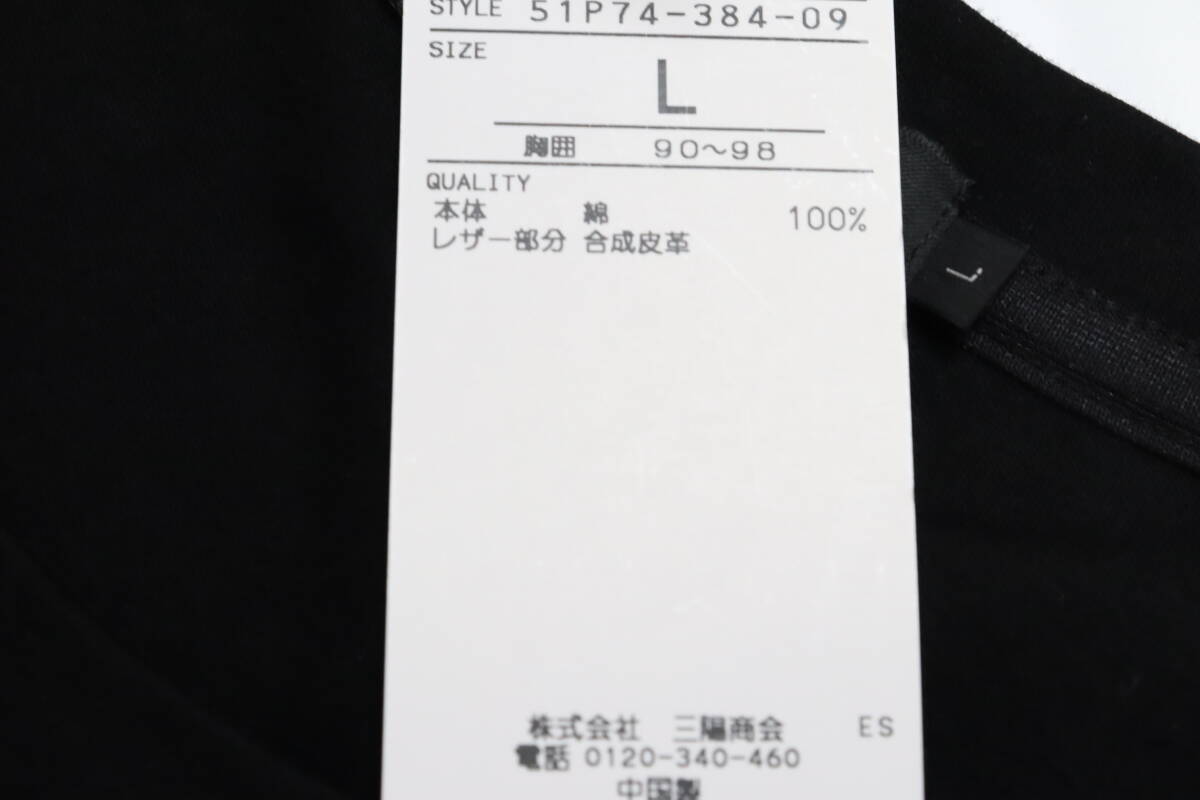 STYLE 51P74-384-09
SIZE
L
胸囲 90〜98
QUALITY
本体 綿 100%
レザー部分 合成皮革
L
株式会社 三陽商会 ES
電話 0120-340-460
中国製